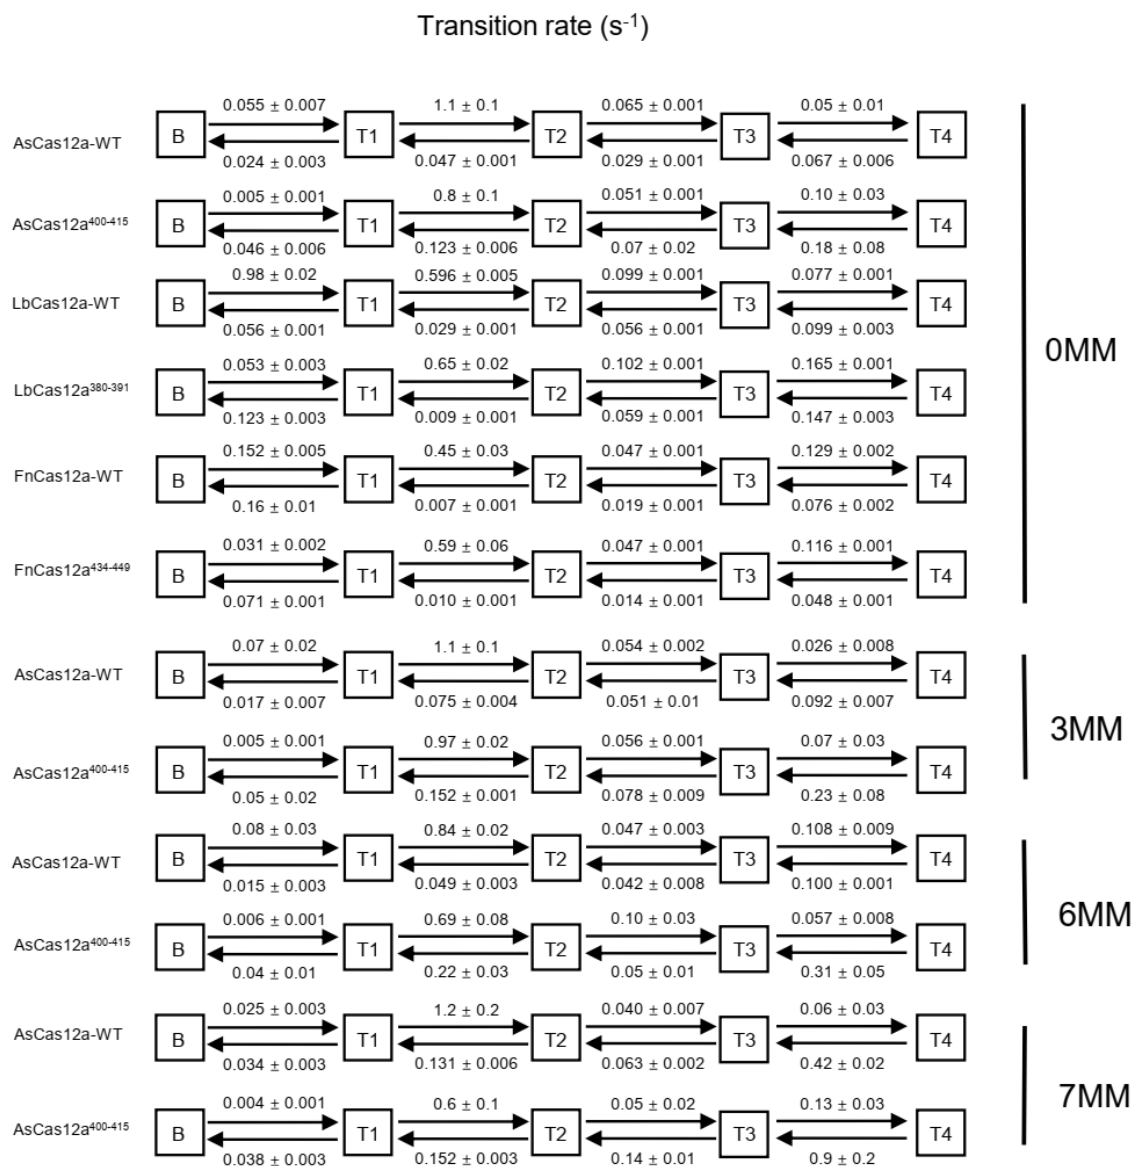 Transition rate (s⁻¹)
0.055 ± 0.007 1.1 ± 0.1 0.065 ± 0.001 0.05 ± 0.01
AsCas12a-WT B T1 T2 T3 T4
0.024 ± 0.003 0.047 ± 0.001 0.029 ± 0.001 0.067 ± 0.006
0.005 ± 0.001 0.8 ± 0.1 0.051 ± 0.001 0.10 ± 0.03
AsCas12a⁴⁰⁰⁻⁴¹⁵ B T1 T2 T3 T4
0.046 ± 0.006 0.123 ± 0.006 0.07 ± 0.02 0.18 ± 0.08
0.98 ± 0.02 0.596 ± 0.005 0.099 ± 0.001 0.077 ± 0.001
LbCas12a-WT B T1 T2 T3 T4
0.056 ± 0.001 0.029 ± 0.001 0.056 ± 0.001 0.099 ± 0.003
0MM
0.053 ± 0.003 0.65 ± 0.02 0.102 ± 0.001 0.165 ± 0.001
LbCas12a³⁸⁰⁻³⁹¹ B T1 T2 T3 T4
0.123 ± 0.003 0.009 ± 0.001 0.059 ± 0.001 0.147 ± 0.003
0.152 ± 0.005 0.45 ± 0.03 0.047 ± 0.001 0.129 ± 0.002
FnCas12a-WT B T1 T2 T3 T4
0.16 ± 0.01 0.007 ± 0.001 0.019 ± 0.001 0.076 ± 0.002
0.031 ± 0.002 0.59 ± 0.06 0.047 ± 0.001 0.116 ± 0.001
FnCas12a⁴³⁴⁻⁴⁴⁹ B T1 T2 T3 T4
0.071 ± 0.001 0.010 ± 0.001 0.014 ± 0.001 0.048 ± 0.001
0.07 ± 0.02 1.1 ± 0.1 0.054 ± 0.002 0.026 ± 0.008
AsCas12a-WT B T1 T2 T3 T4
0.017 ± 0.007 0.075 ± 0.004 0.051 ± 0.01 0.092 ± 0.007
3MM
0.005 ± 0.001 0.97 ± 0.02 0.056 ± 0.001 0.07 ± 0.03
AsCas12a⁴⁰⁰⁻⁴¹⁵ B T1 T2 T3 T4
0.05 ± 0.02 0.152 ± 0.001 0.078 ± 0.009 0.23 ± 0.08
0.08 ± 0.03 0.84 ± 0.02 0.047 ± 0.003 0.108 ± 0.009
AsCas12a-WT B T1 T2 T3 T4
0.015 ± 0.003 0.049 ± 0.003 0.042 ± 0.008 0.100 ± 0.001
6MM
0.006 ± 0.001 0.69 ± 0.08 0.10 ± 0.03 0.057 ± 0.008
AsCas12a⁴⁰⁰⁻⁴¹⁵ B T1 T2 T3 T4
0.04 ± 0.01 0.22 ± 0.03 0.05 ± 0.01 0.31 ± 0.05
0.025 ± 0.003 1.2 ± 0.2 0.040 ± 0.007 0.06 ± 0.03
AsCas12a-WT B T1 T2 T3 T4
0.034 ± 0.003 0.131 ± 0.006 0.063 ± 0.002 0.42 ± 0.02
7MM
0.004 ± 0.001 0.6 ± 0.1 0.05 ± 0.02 0.13 ± 0.03
AsCas12a⁴⁰⁰⁻⁴¹⁵ B T1 T2 T3 T4
0.038 ± 0.003 0.152 ± 0.003 0.14 ± 0.01 0.9 ± 0.2